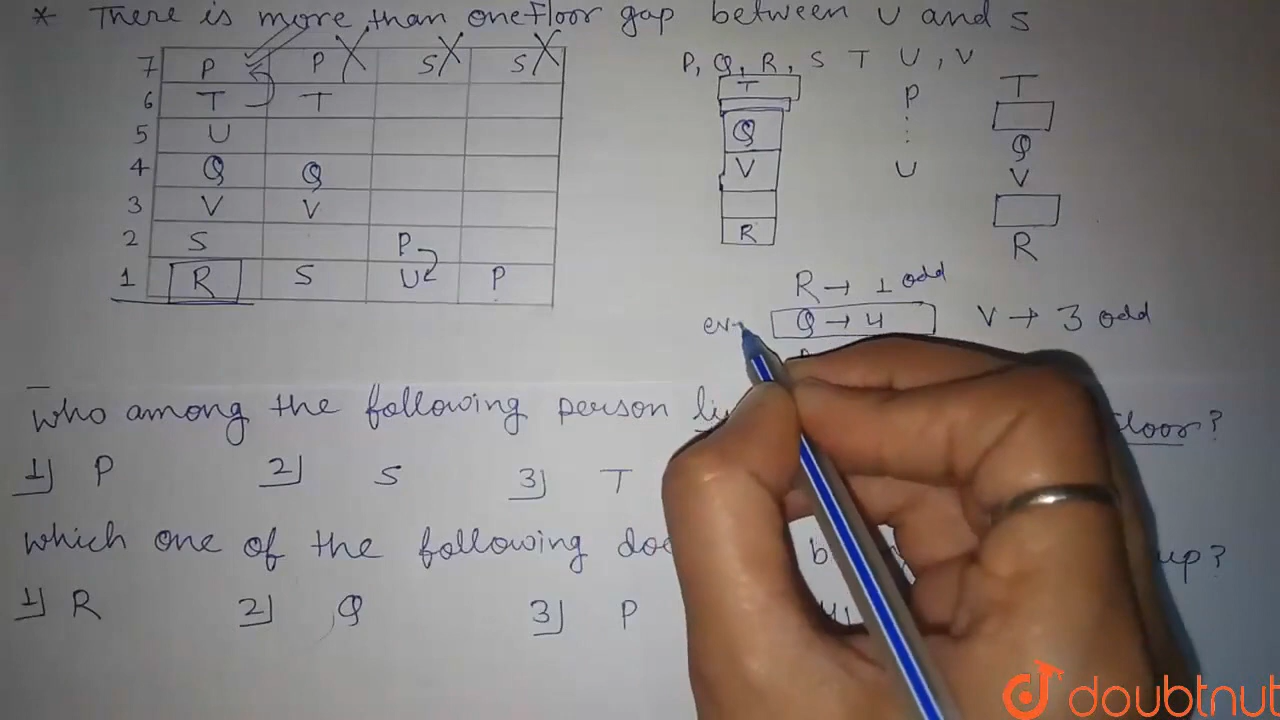 * There is more than one floor gap between U and S
7 P P S S
6 T T
5 U
4 Q Q
3 V V
2 S P
1 R S U P
P, Q, R, S T U, V
T
Q
V
R
P
U
T
Q
V
R
R → 1 odd
Q → 4
V → 3 odd
who among the following person floor?
1) P 2) S 3) T
which one of the following up?
1) R 2) Q 3) P
doubtnut